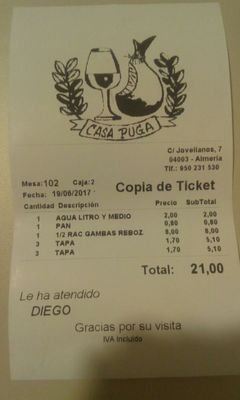 CASA PUGA
C/ Jovellanos, 7
04003 - Almería
Tlf.: 950 231 530
Mesa: 102 Caja: 2
Fecha: 19/06/2017 Copia de Ticket
Cantidad Descripción Precio SubTotal
1 AGUA LITRO Y MEDIO 2,00 2,00
1 PAN 0,80 0,80
1 1/2 RAC GAMBAS REBOZ. 8,00 8,00
3 TAPA 1,70 5,10
3 TAPA 1,70 5,10
Total: 21,00
Le ha atendido
DIEGO
Gracias por su visita
IVA Incluido